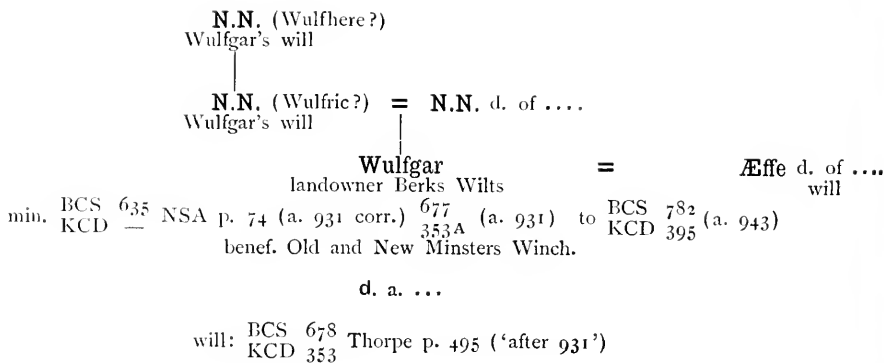 N.N. (Wulfhere?)
Wulfgar's will
N.N. (Wulfric?) = N.N. d. of ....
Wulfgar's will
Wulfgar = Æffe d. of ....
landowner Berks Wilts will
min. BCS 635 NSA p. 74 (a. 931 corr.) 677 (a. 931) to BCS 782 (a. 943)
KCD — 353A KCD 395
benef. Old and New Minsters Winch.
d. a. ...
will: BCS 678 Thorpe p. 495 ('after 931')
KCD 353